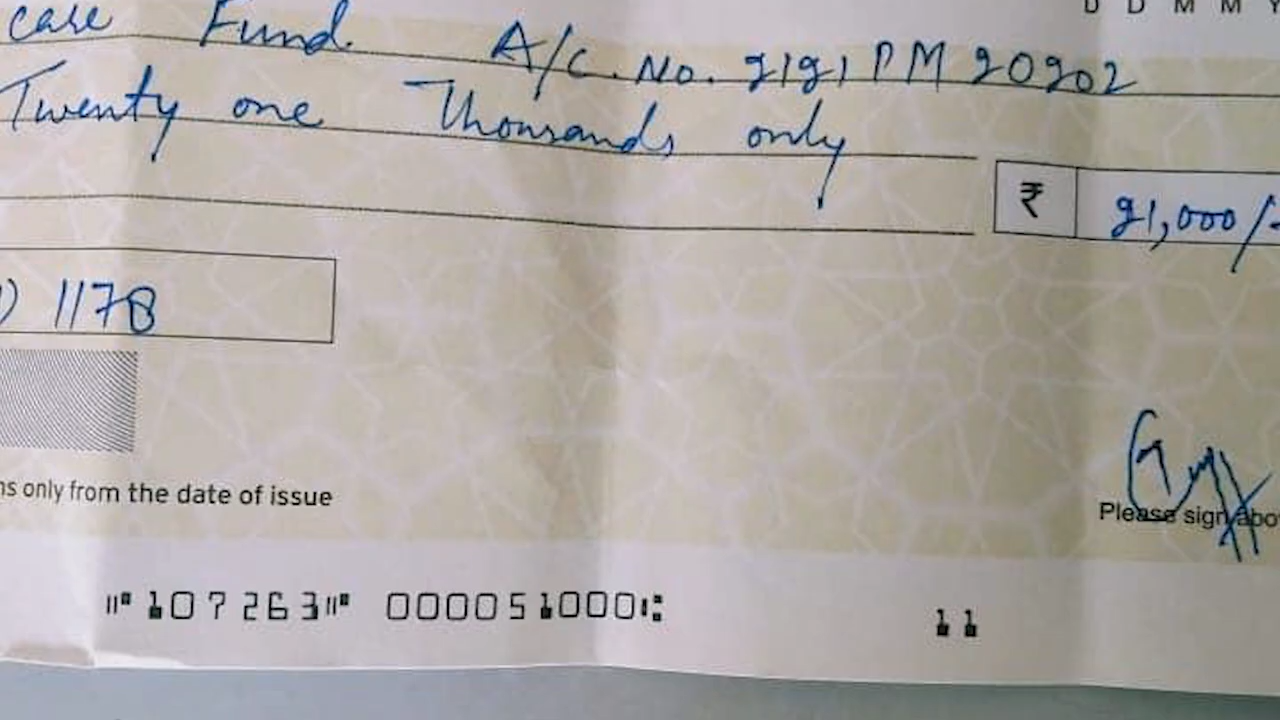 D D M M Y
care Fund. A/C. No. 2121 PM 20202
Twenty one Thousands only
₹ 21,000/-
) 1178
ns only from the date of issue
Please sign abo
⑈107263⑈ 000051000⑆ 11